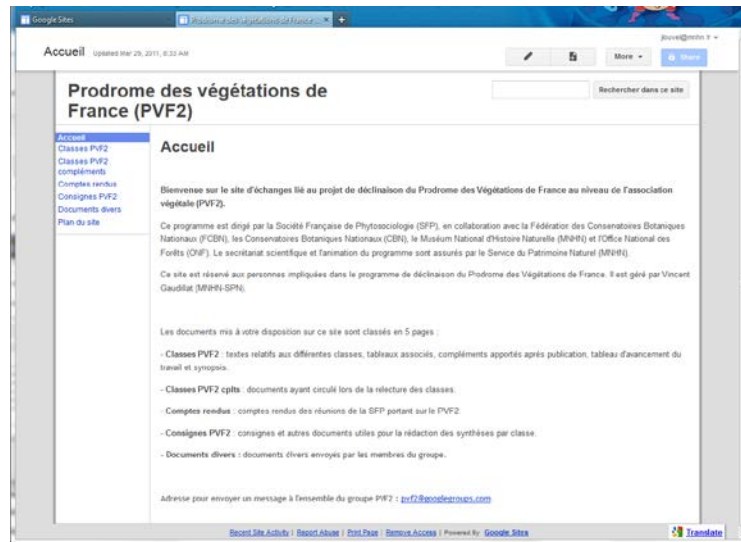 Google Sites
Prodrome des végétations de France ... × +
jouvel@mnhn.fr
Accueil Updated Mar 29, 2011, 6:33 AM
More Share
Prodrome des végétations de
France (PVF2)
Rechercher dans ce site
Accueil
Classes PVF2
Classes PVF2
compléments
Comptes rendus
Consignes PVF2
Documents divers
Plan du site
Accueil
Bienvenue sur le site d'échanges lié au projet de déclinaison du Prodrome des Végétations de France au niveau de l'association
végétale (PVF2).
Ce programme est dirigé par la Société Française de Phytosociologie (SFP), en collaboration avec la Fédération des Conservatoires Botaniques
Nationaux (FCBN), les Conservatoires Botaniques Nationaux (CBN), le Muséum National d'Histoire Naturelle (MNHN) et l'Office National des
Forêts (ONF). Le secrétariat scientifique et l'animation du programme sont assurés par le Service du Patrimoine Naturel (MNHN).
Ce site est réservé aux personnes impliquées dans le programme de déclinaison du Prodrome des Végétations de France. Il est géré par Vincent
Gaudillat (MNHN-SPN).
Les documents mis à votre disposition sur ce site sont classés en 5 pages :
- Classes PVF2 : textes relatifs aux différentes classes, tableaux associés, compléments apportés après publication, tableau d'avancement du
travail et synopsis.
- Classes PVF2 cplts : documents ayant circulé lors de la relecture des classes.
- Comptes rendus : comptes rendus des réunions de la SFP portant sur le PVF2
- Consignes PVF2 : consignes et autres documents utiles pour la rédaction des synthèses par classe.
- Documents divers : documents divers envoyés par les membres du groupe.
Adresse pour envoyer un message à l'ensemble du groupe PVF2 : pvf2@googlegroups.com
Recent Site Activity | Report Abuse | Print Page | Remove Access | Powered By Google Sites
Translate